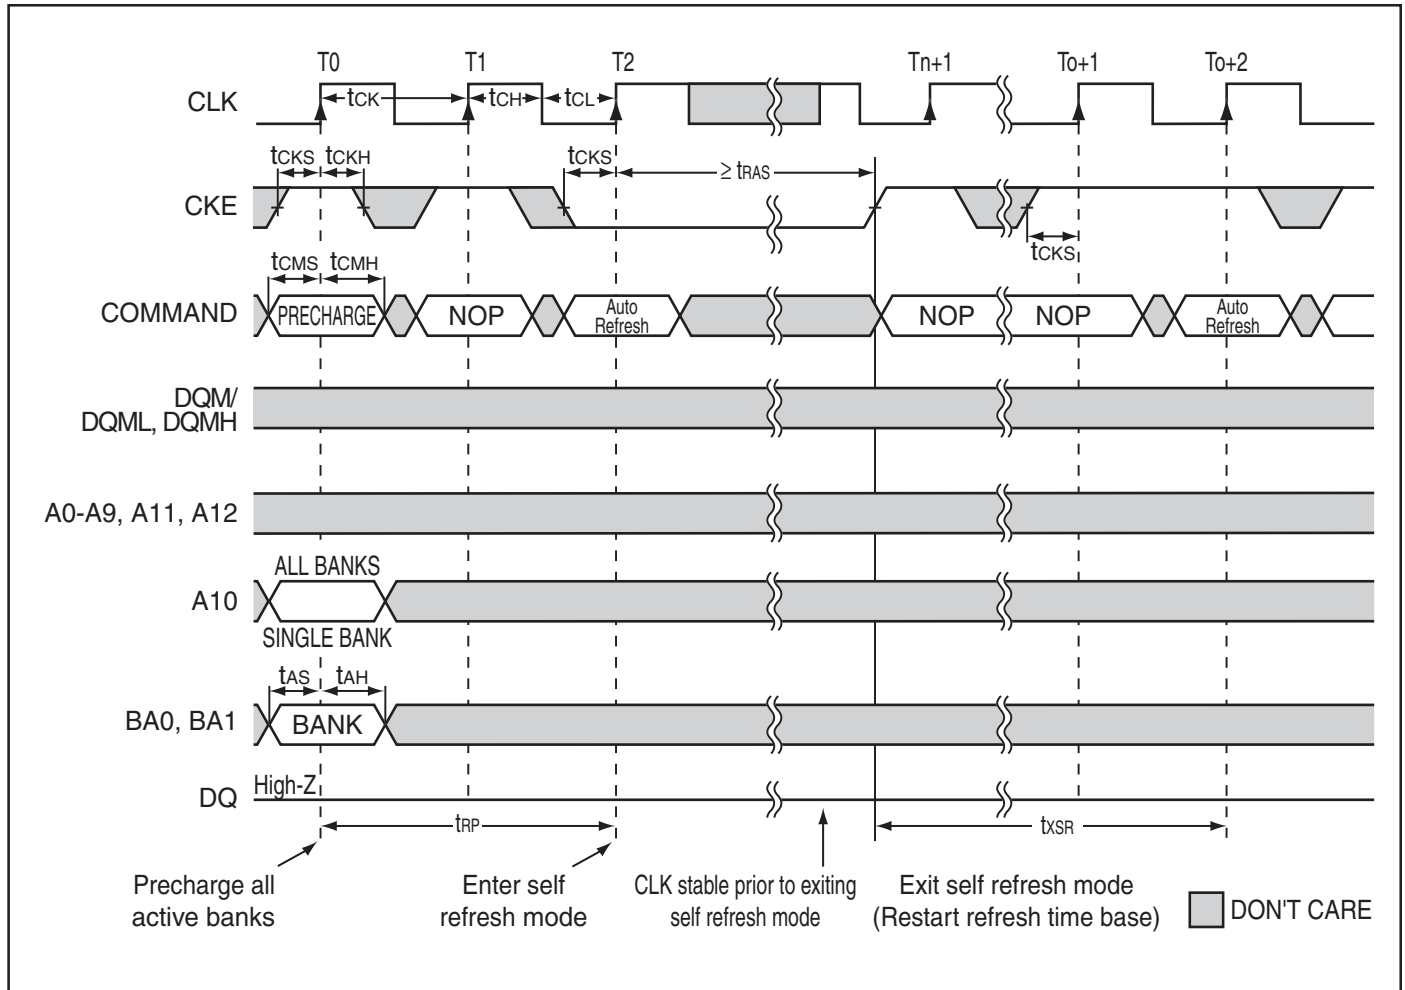 T0 T1 T2 Tn+1 To+1 To+2
CLK
tCK tCH tCL
tCKS tCKH tCKS ≥ tRAS
CKE
tCKS
tCMS tCMH
COMMAND PRECHARGE NOP Auto Refresh NOP NOP Auto Refresh
DQM/
DQML, DQMH
A0-A9, A11, A12
ALL BANKS
A10
SINGLE BANK
tAS tAH
BA0, BA1 BANK
DQ High-Z
tRP tXSR
Precharge all
active banks
Enter self
refresh mode
CLK stable prior to exiting
self refresh mode
Exit self refresh mode
(Restart refresh time base)
DON'T CARE